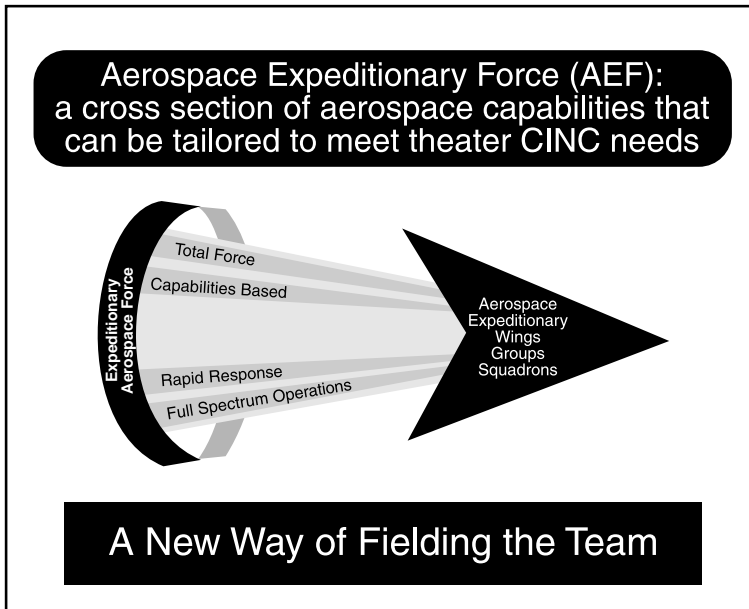 Aerospace Expeditionary Force (AEF):
a cross section of aerospace capabilities that
can be tailored to meet theater CINC needs
Expeditionary
Aerospace Force
Total Force
Capabilities Based
Rapid Response
Full Spectrum Operations
Aerospace
Expeditionary
Wings
Groups
Squadrons
A New Way of Fielding the Team